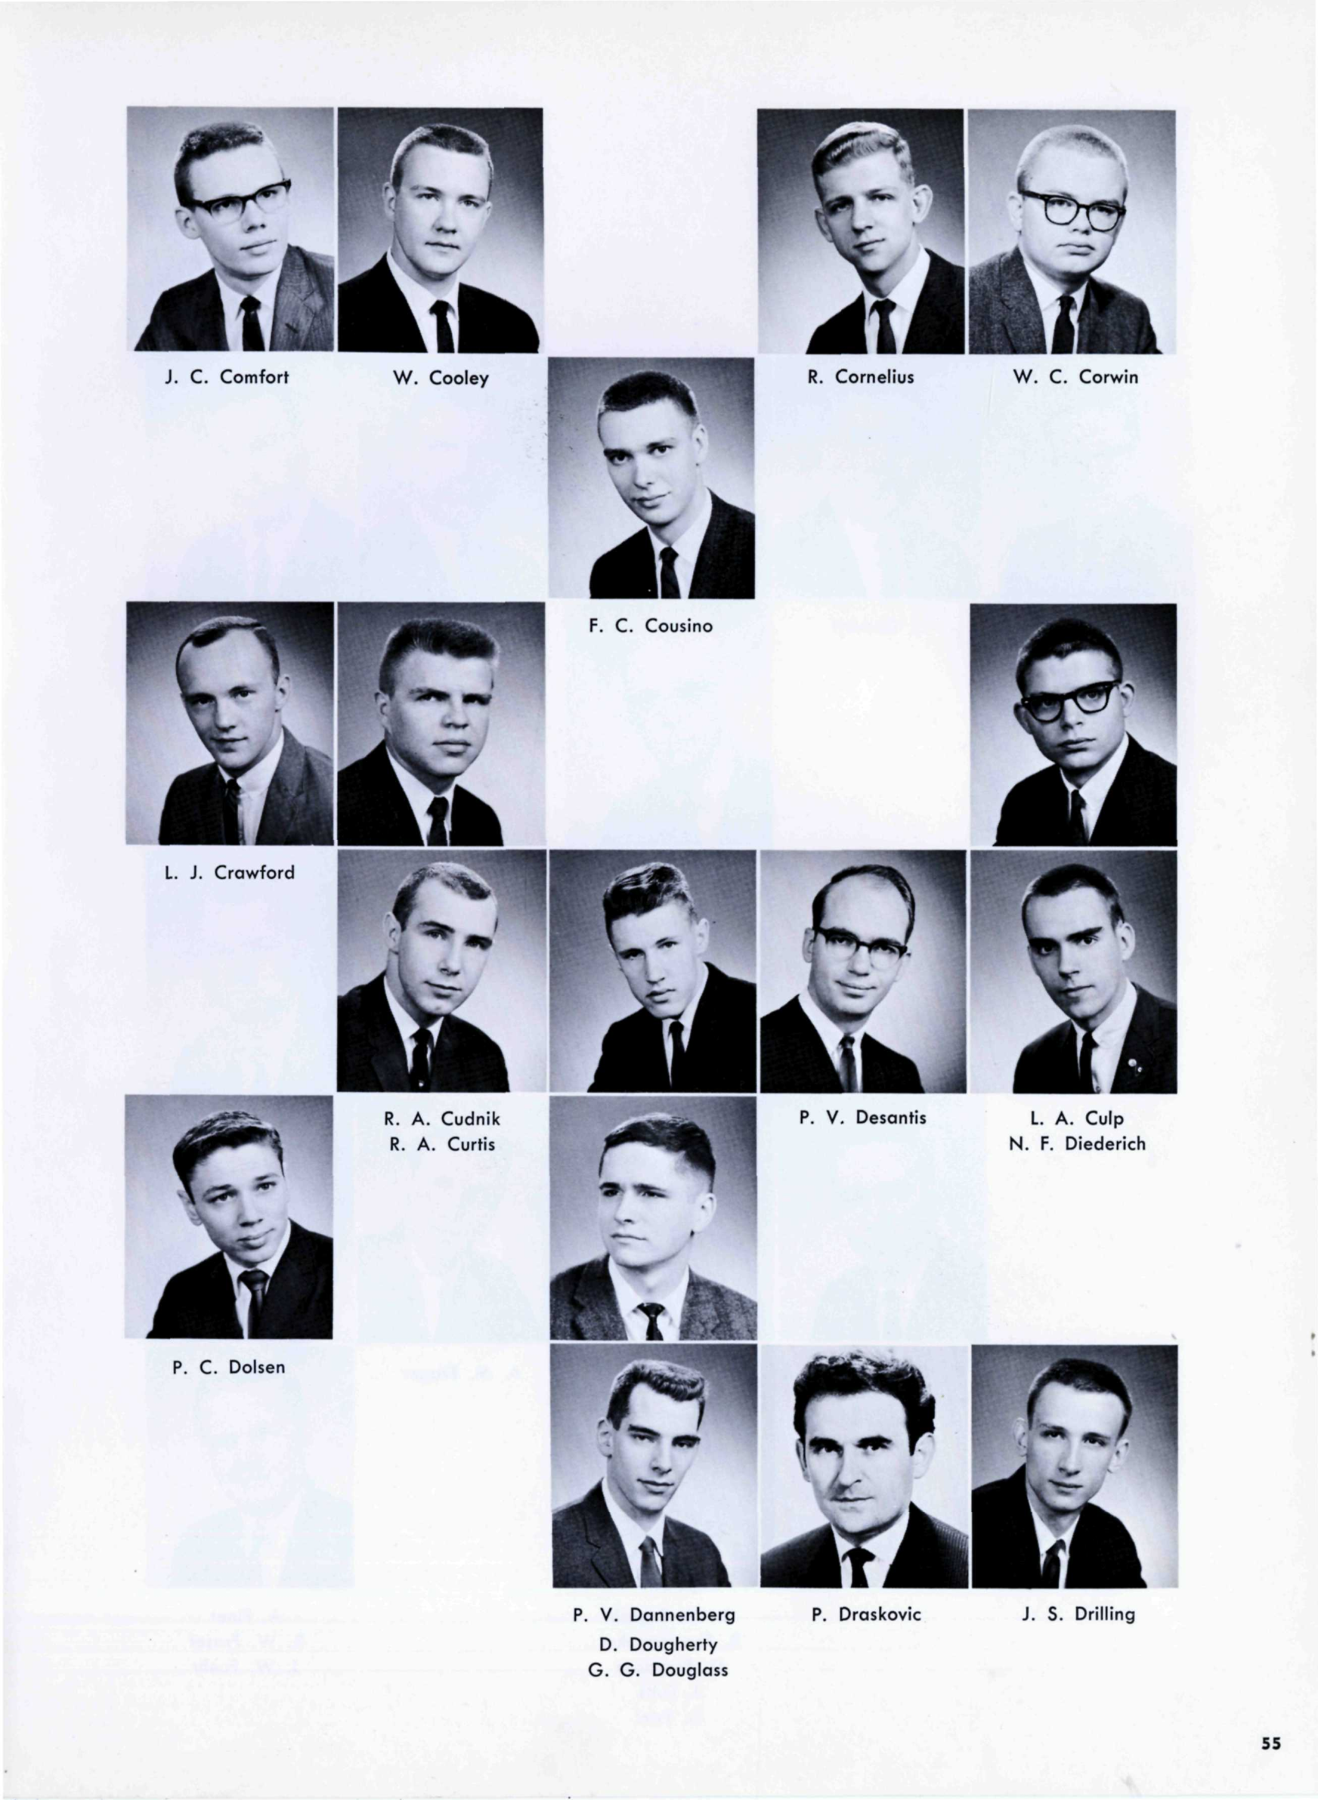 J. C. Comfort
W. Cooley
R. Cornelius
W. C. Corwin
F. C. Cousino
L. J. Crawford
R. A. Cudnik
R. A. Curtis
P. V. Desantis
L. A. Culp
N. F. Diederich
P. C. Dolsen
P. V. Dannenberg
D. Dougherty
G. G. Douglass
P. Draskovic
J. S. Drilling
55